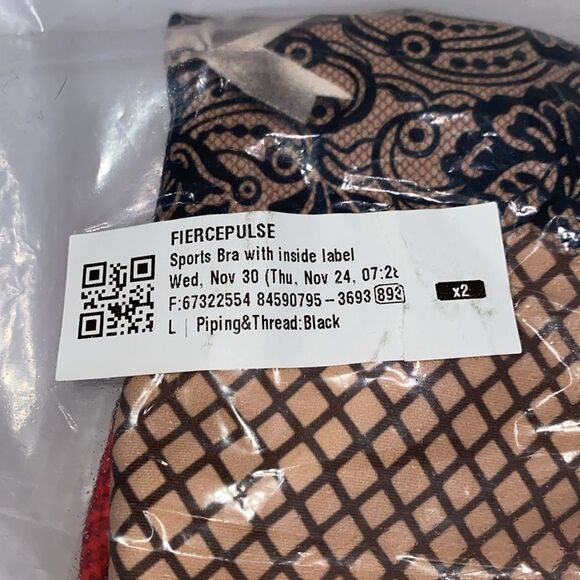 FIERCEPULSE
Sports Bra with inside label
Wed, Nov 30 (Thu, Nov 24, 07:28
F:67322554 84590795-3693 893
x2
L | Piping&Thread:Black